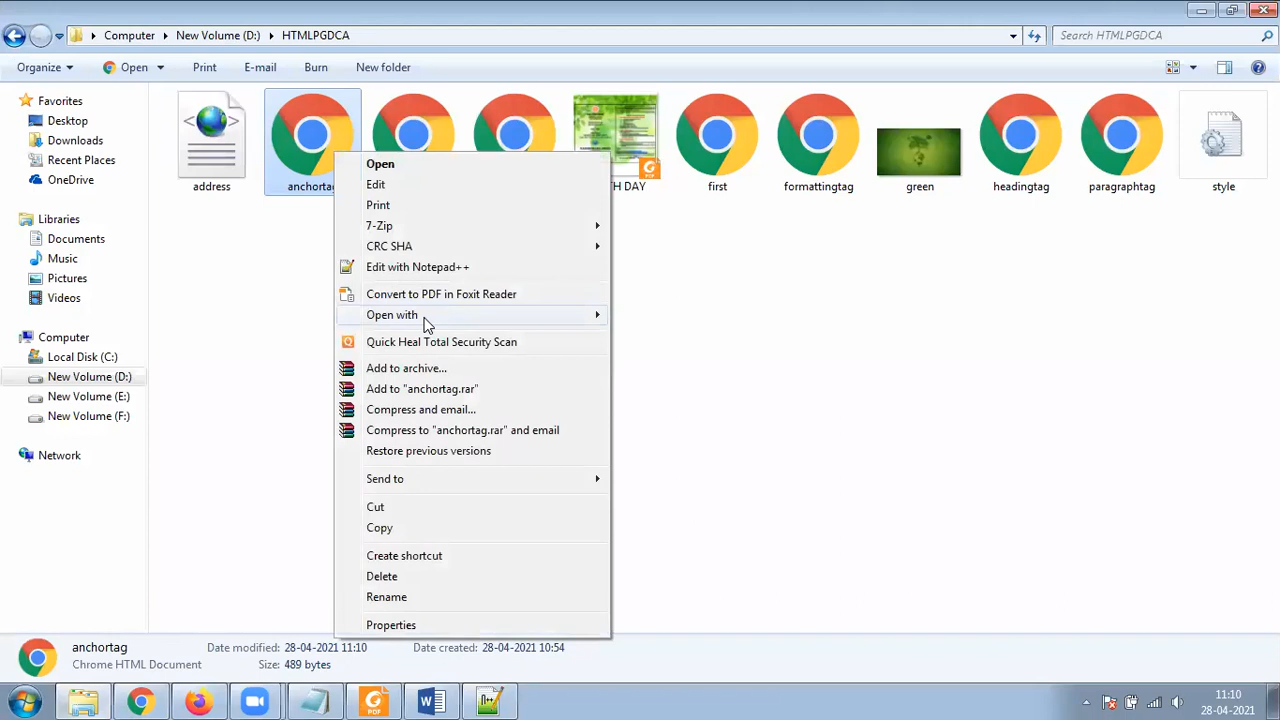 Computer
New Volume (D:)
HTMLPGDCA
Search HTMLPGDCA
Organize
Open
Print
E-mail
Burn
New folder
Favorites
Desktop
Downloads
Recent Places
OneDrive
Libraries
Documents
Music
Pictures
Videos
Computer
Local Disk (C:)
New Volume (D:)
New Volume (E:)
New Volume (F:)
Network
address
anchortag
TH DAY
PDF
first
formattingtag
green
headingtag
paragraphtag
style
Open
Edit
Print
7-Zip
CRC SHA
Edit with Notepad++
Convert to PDF in Foxit Reader
Open with
Quick Heal Total Security Scan
Add to archive...
Add to "anchortag.rar"
Compress and email...
Compress to "anchortag.rar" and email
Restore previous versions
Send to
Cut
Copy
Create shortcut
Delete
Rename
Properties
anchortag
Date modified: 28-04-2021 11:10
Date created: 28-04-2021 10:54
Chrome HTML Document
Size: 489 bytes
PDF
11:10
28-04-2021